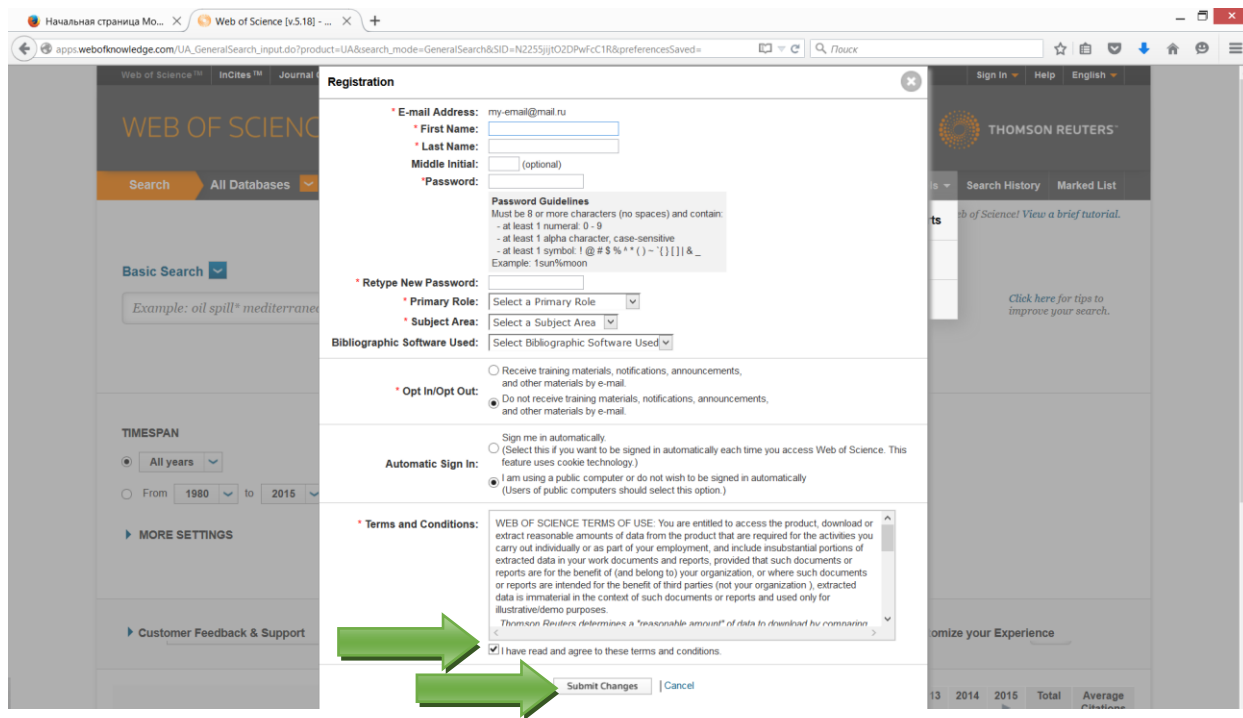 Начальная страница Mo...
Web of Science [v.5.18] - ...
apps.webofknowledge.com/UA_GeneralSearch_input.do?product=UA&search_mode=GeneralSearch&SID=N2255jijtO2DPwFcC1R&preferencesSaved=
Поиск
Web of Science™ InCites™ Journal
Sign In Help English
WEB OF SCIENC
THOMSON REUTERS
Search All Databases
Search History Marked List
View a brief tutorial.
Basic Search
Example: oil spill* mediterranea
Click here for tips to
improve your search.
TIMESPAN
All years
From 1980 to 2015
MORE SETTINGS
Customer Feedback & Support
omize your Experience
13 2014 2015 Total Average
Citations
Registration
* E-mail Address: my-email@mail.ru
* First Name:
* Last Name:
Middle Initial: (optional)
*Password:
Password Guidelines
Must be 8 or more characters (no spaces) and contain:
- at least 1 numeral: 0 - 9
- at least 1 alpha character, case-sensitive
- at least 1 symbol: ! @ # $ % ^ * ( ) ~ `{ } [ ] | & _
Example: 1sun%moon
* Retype New Password:
* Primary Role: Select a Primary Role
* Subject Area: Select a Subject Area
Bibliographic Software Used: Select Bibliographic Software Used
* Opt In/Opt Out:
Receive training materials, notifications, announcements,
and other materials by e-mail.
Do not receive training materials, notifications, announcements,
and other materials by e-mail.
Automatic Sign In:
Sign me in automatically.
(Select this if you want to be signed in automatically each time you access Web of Science. This
feature uses cookie technology.)
I am using a public computer or do not wish to be signed in automatically
(Users of public computers should select this option.)
* Terms and Conditions:
WEB OF SCIENCE TERMS OF USE: You are entitled to access the product, download or
extract reasonable amounts of data from the product that are required for the activities you
carry out individually or as part of your employment, and include insubstantial portions of
extracted data in your work documents and reports, provided that such documents or
reports are for the benefit of (and belong to) your organization, or where such documents
or reports are intended for the benefit of third parties (not your organization ), extracted
data is immaterial in the context of such documents or reports and used only for
illustrative/demo purposes.
Thomson Reuters determines a "reasonable amount" of data to download by comparing
I have read and agree to these terms and conditions.
Submit Changes | Cancel